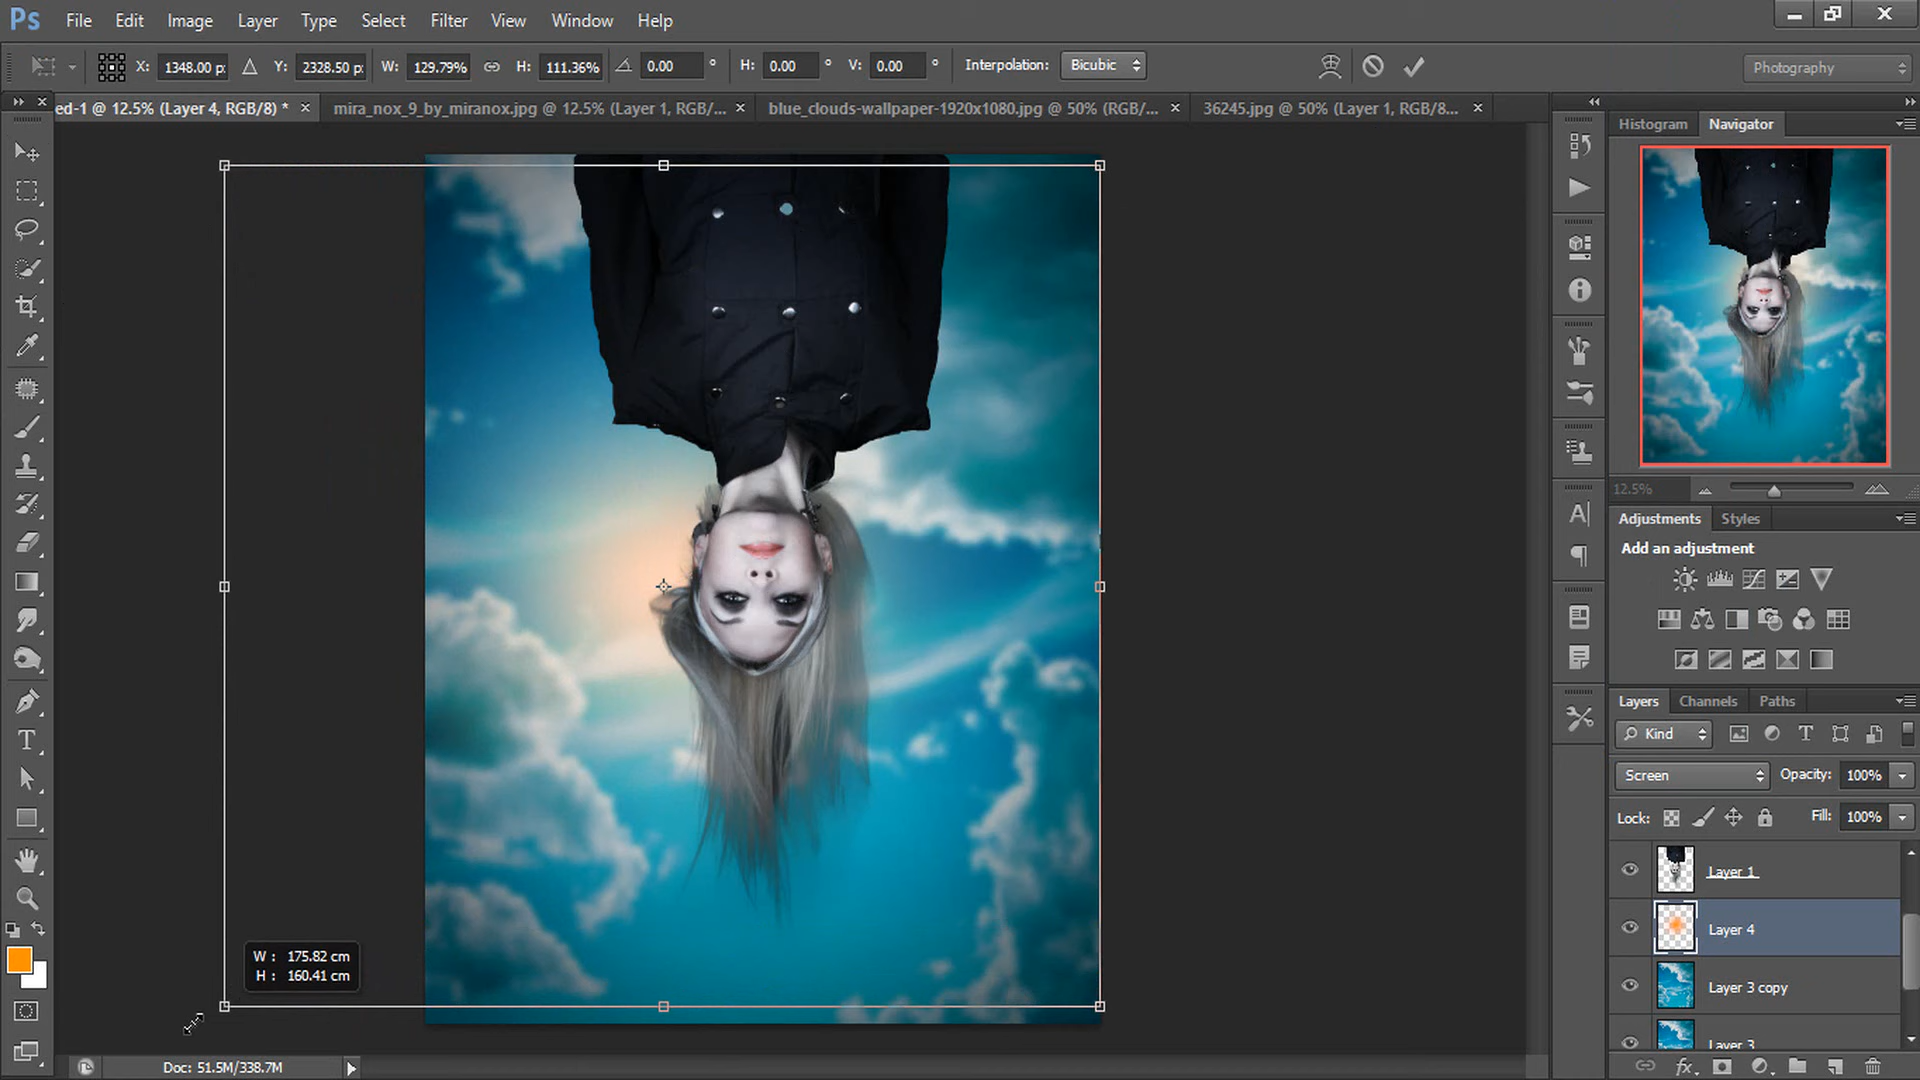 Ps File Edit Image Layer Type Select Filter View Window Help
X: 1348.00 p: Y: 2328.50 p: W: 129.79% H: 111.36% 0.00 ° H: 0.00 ° V: 0.00 ° Interpolation: Bicubic Photography
ed-1 @ 12.5% (Layer 4, RGB/8) * × mira_nox_9_by_miranox.jpg @ 12.5% (Layer 1, RGB/... × blue_clouds-wallpaper-1920x1080.jpg @ 50% (RGB/... × 36245.jpg @ 50% (Layer 1, RGB/8... ×
Histogram Navigator
12.5%
Adjustments Styles
Add an adjustment
Layers Channels Paths
Kind
Screen Opacity: 100%
Lock: Fill: 100%
Layer 1
Layer 4
Layer 3 copy
Layer 3
W : 175.82 cm
H : 160.41 cm
Doc: 51.5M/338.7M